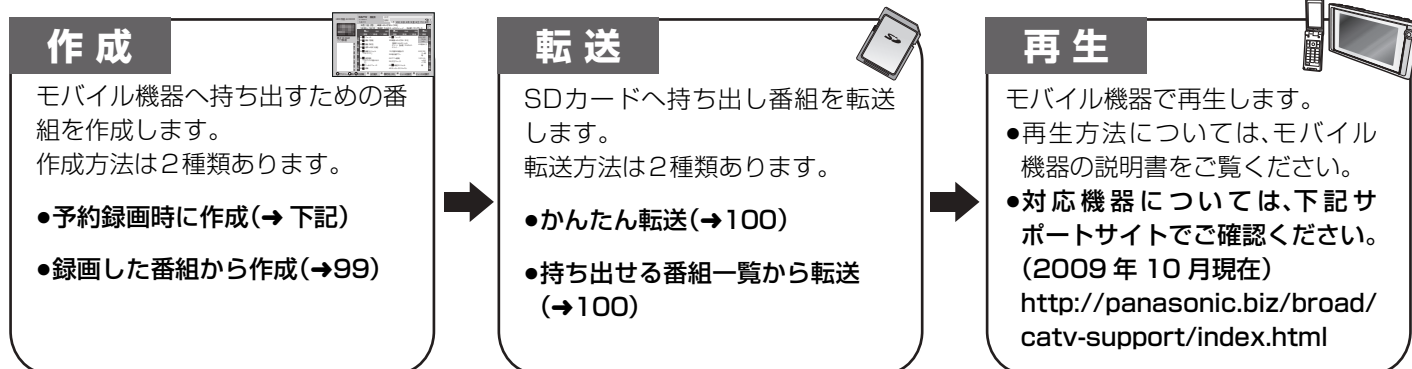 作成
モバイル機器へ持ち出すための番
組を作成します。
作成方法は2種類あります。
●予約録画時に作成(➜ 下記)
●録画した番組から作成(➜99)
転送
SDカードへ持ち出し番組を転送
します。
転送方法は2種類あります。
●かんたん転送(➜100)
●持ち出せる番組一覧から転送
(➜100)
再生
モバイル機器で再生します。
●再生方法については、モバイル
機器の説明書をご覧ください。
●対応機器については、下記サ
ポートサイトでご確認ください。
(2009 年 10 月現在)
http://panasonic.biz/broad/
catv-support/index.html